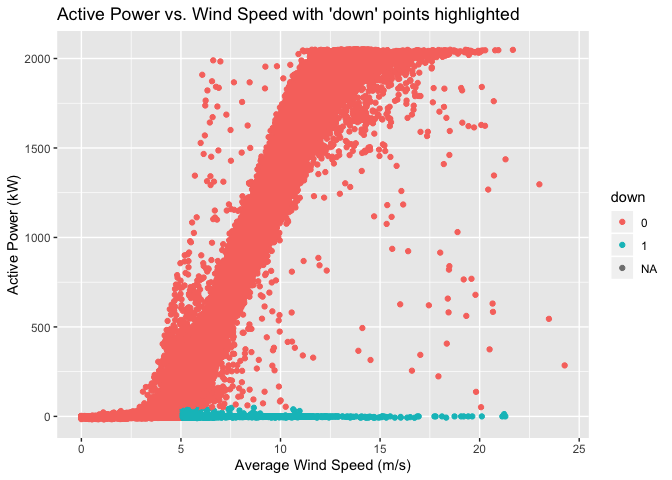 Active Power vs. Wind Speed with 'down' points highlighted
Active Power (kW)
2000
1500
1000
500
0
0
5
10
15
20
25
Average Wind Speed (m/s)
down
0
1
NA